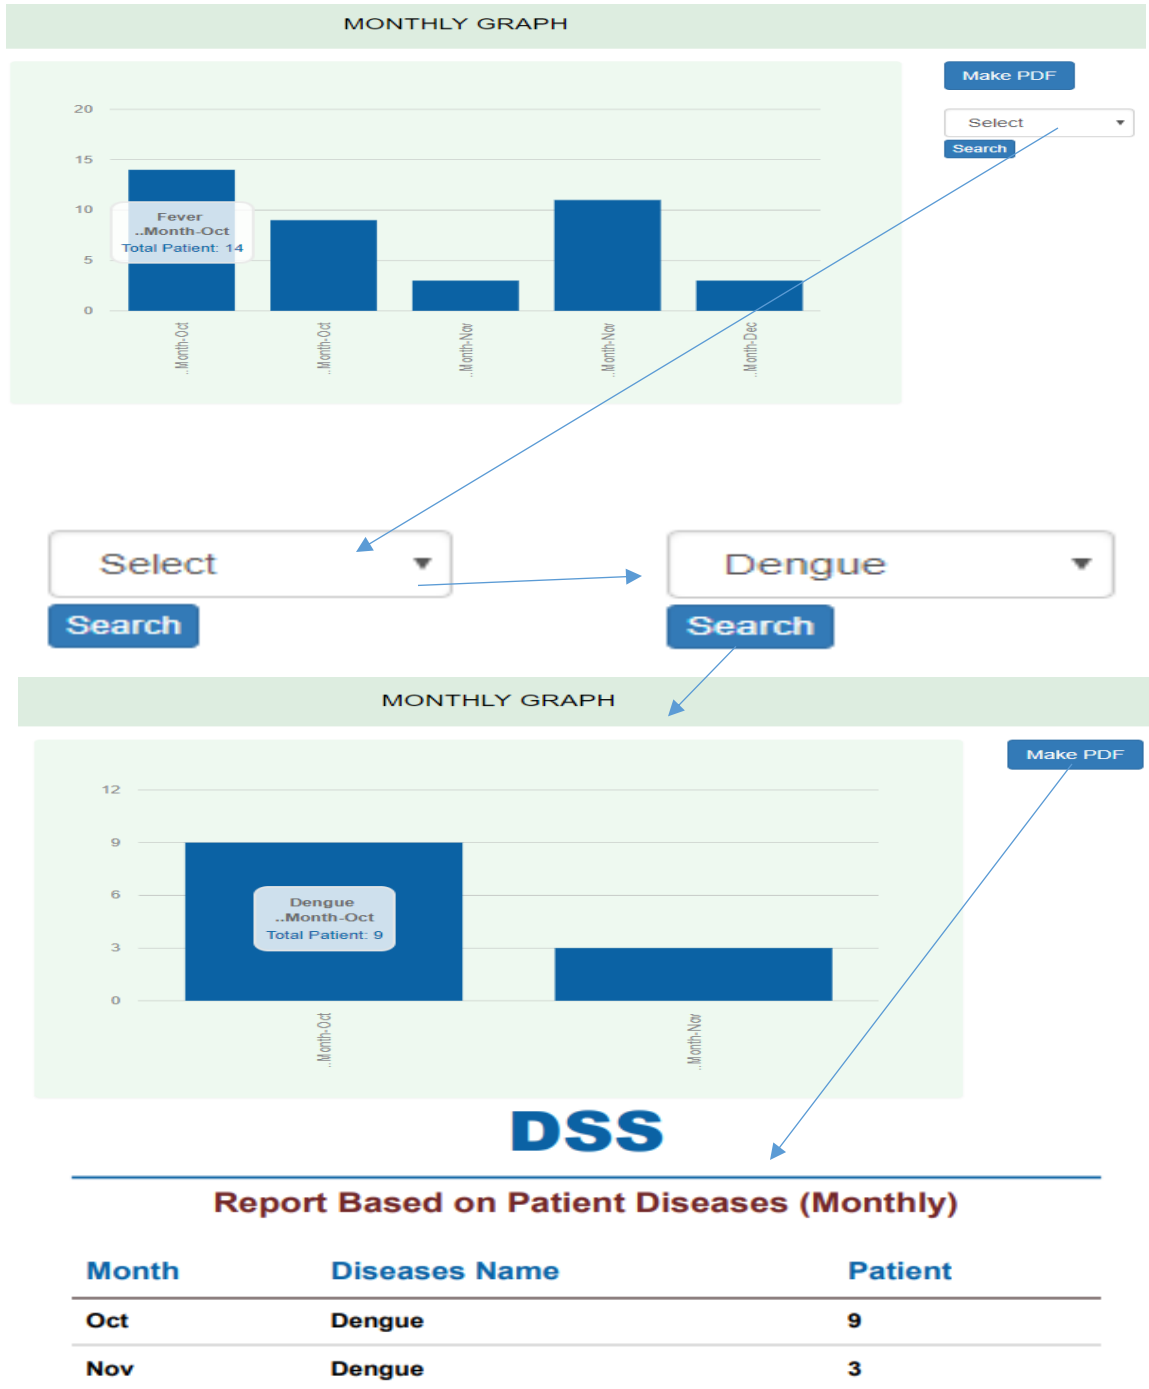 MONTHLY GRAPH
Make PDF
Select
Search
20
15
10
5
0
Fever
..Month-Oct
Total Patient: 14
..Month-Oct
..Month-Oct
..Month-Nov
..Month-Nov
..Month-Dec
Select
Search
Dengue
Search
MONTHLY GRAPH
Make PDF
12
9
6
3
0
Dengue
..Month-Oct
Total Patient: 9
..Month-Oct
..Month-Nov
DSS
Report Based on Patient Diseases (Monthly)
Month Diseases Name Patient
Oct Dengue 9
Nov Dengue 3